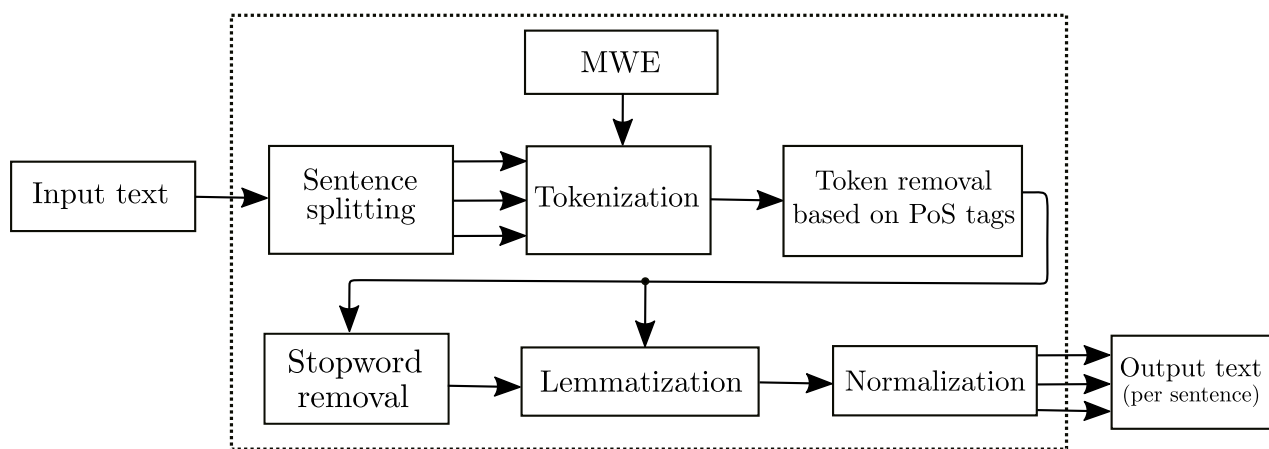 MWE
Input text
Sentence
splitting
Tokenization
Token removal
based on PoS tags
Stopword
removal
Lemmatization
Normalization
Output text
(per sentence)